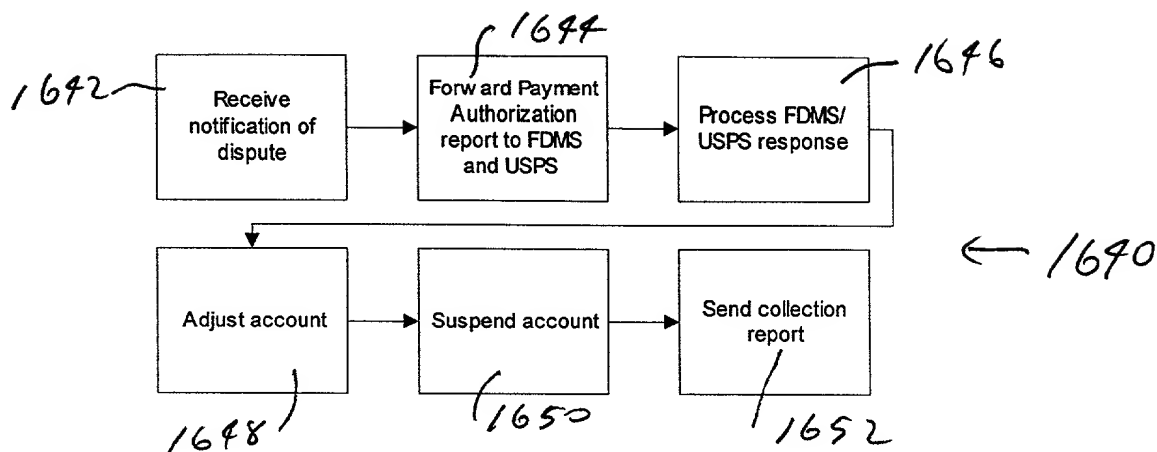 1642
Receive
notification of
dispute
1644
Forward Payment
Authorization
report to FDMS
and USPS
1646
Process FDMS/
USPS response
1640
Adjust account
1648
Suspend account
1650
Send collection
report
1652